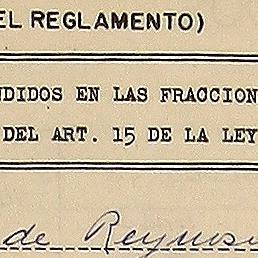 EL REGLAMENTO)
NDIDOS EN LAS FRACCION
DEL ART. 15 DE LA LEY
de Reynos